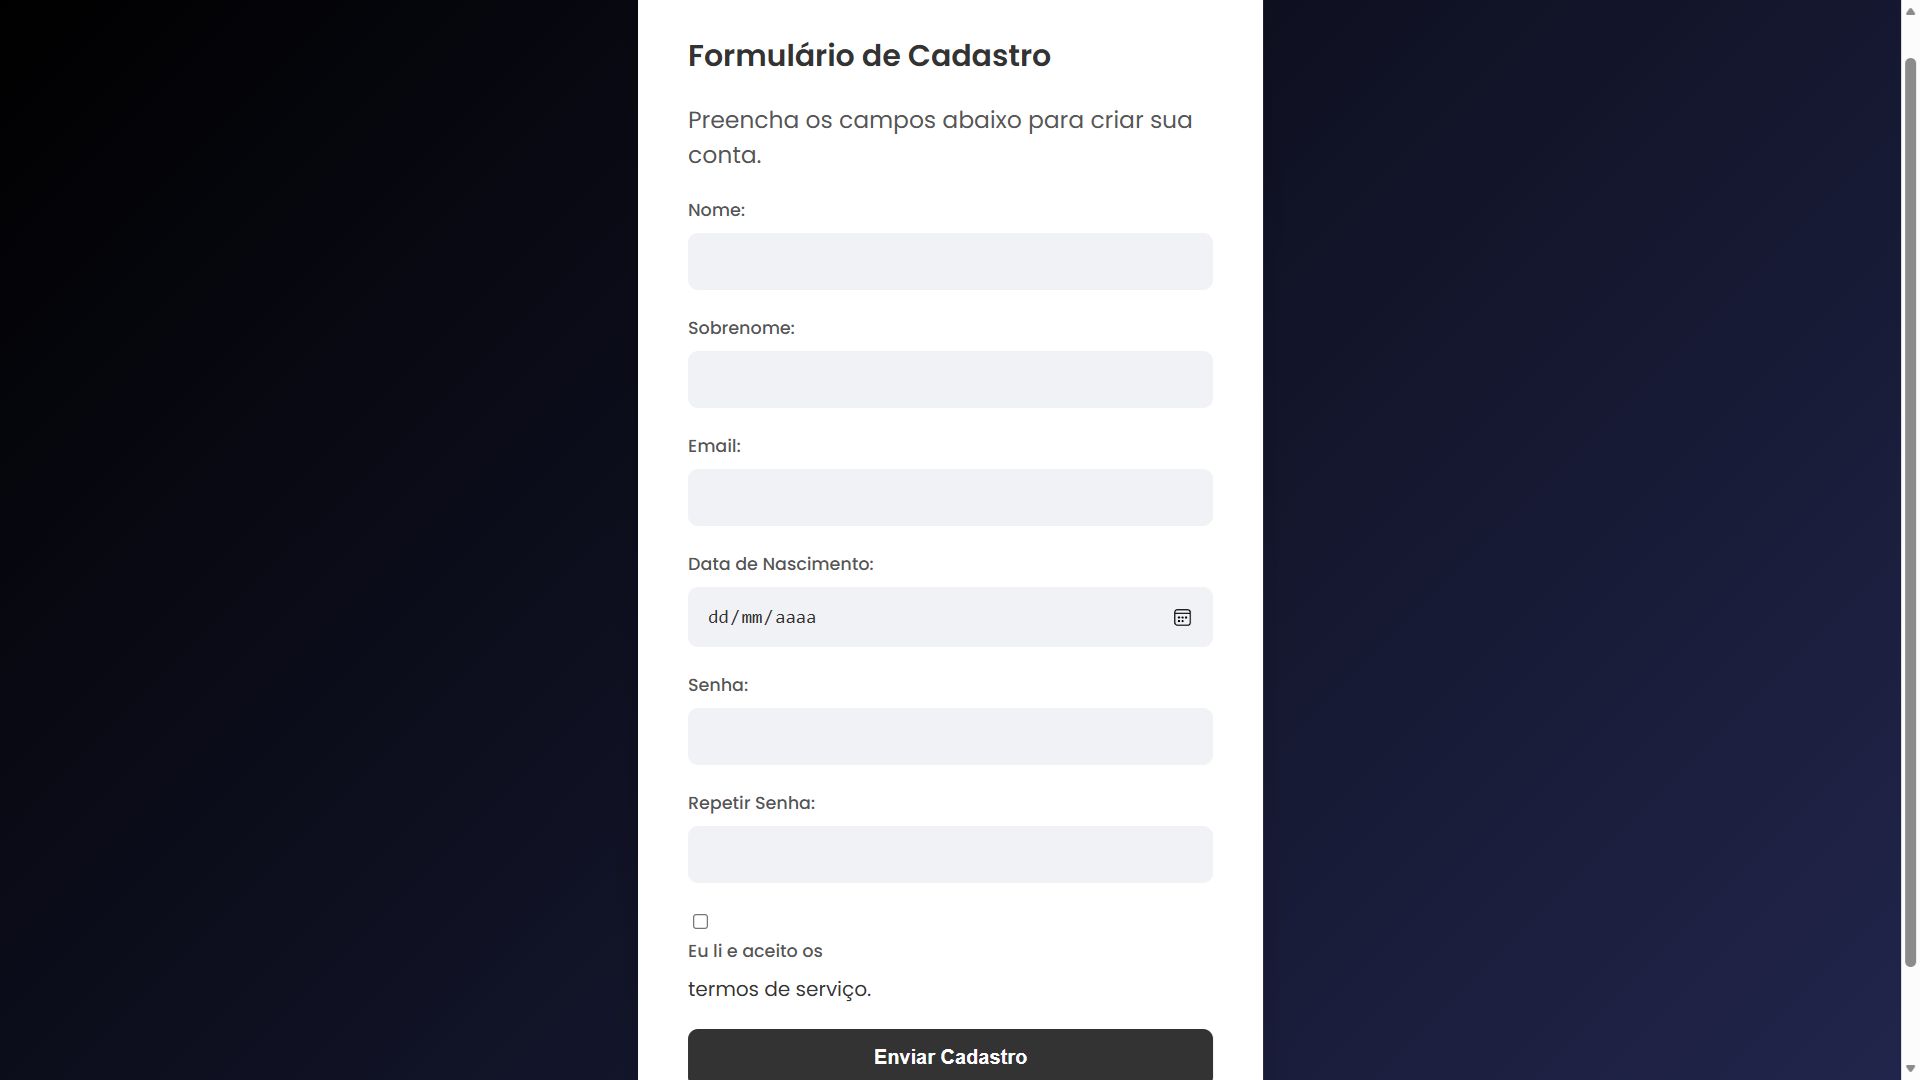 Formulário de Cadastro
Preencha os campos abaixo para criar sua
conta.
Nome:
Sobrenome:
Email:
Data de Nascimento:
dd/mm/aaaa
Senha:
Repetir Senha:
Eu li e aceito os
termos de serviço.
Enviar Cadastro